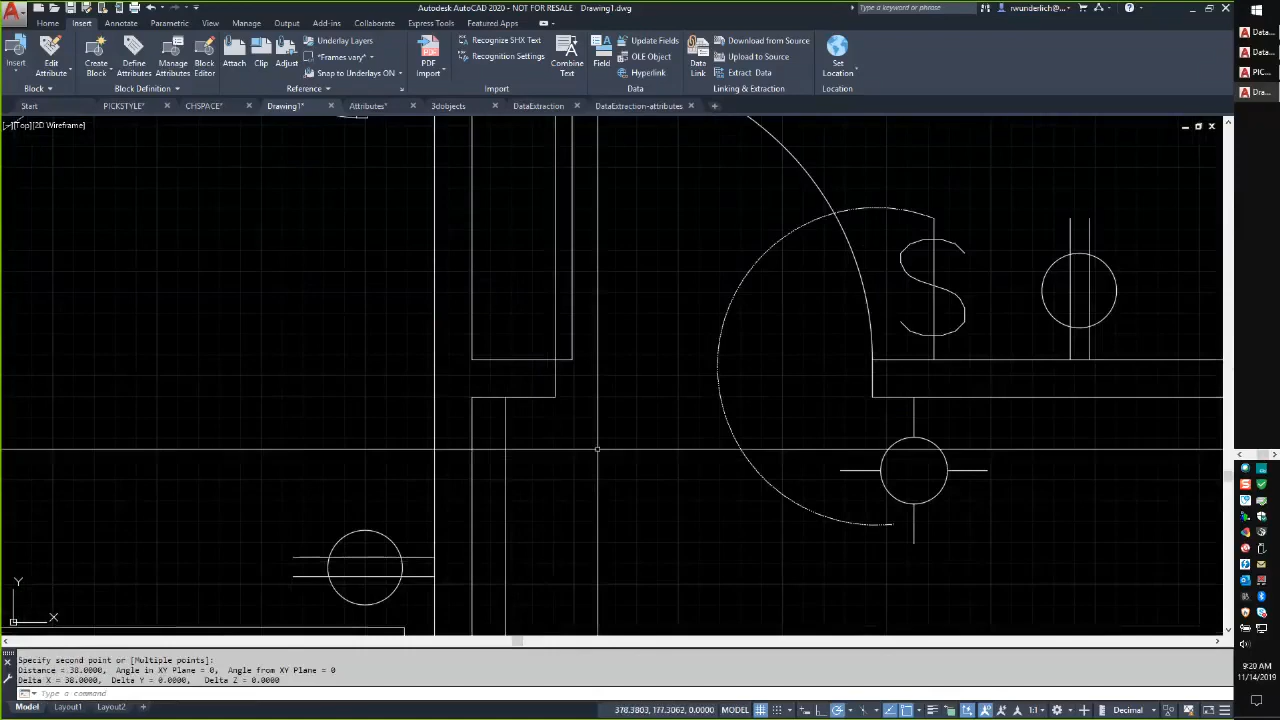 Autodesk AutoCAD 2020 - NOT FOR RESALE Drawing1.dwg
Type a keyword or phrase
rwunderlich@...
Home Insert Annotate Parametric View Manage Output Add-ins Collaborate Express Tools Featured Apps
Insert
Edit Attribute
Create Block
Define Attributes
Manage Attributes
Block Editor
Attach
Clip
Adjust
Underlay Layers
*Frames vary*
Snap to Underlays ON
PDF Import
Recognize SHX Text
Recognition Settings
Combine Text
Field
Update Fields
OLE Object
Hyperlink
Data Link
Download from Source
Upload to Source
Extract Data
Set Location
Block
Block Definition
Reference
Import
Data
Linking & Extraction
Location
Start PICKSTYLE* CHSPACE* Drawing1* Attributes* 3dobjects DataExtraction DataExtraction-attributes
[-][Top][2D Wireframe]
S
Y
X
Specify second point or [Multiple points]:
Distance = 38.0000, Angle in XY Plane = 0, Angle from XY Plane = 0
Delta X = 38.0000, Delta Y = 0.0000, Delta Z = 0.0000
Type a command
Model Layout1 Layout2
378.3803, 177.3062, 0.0000 MODEL
1:1
Decimal
Data...
Data...
PIC...
Dra...
9:20 AM
11/14/2019